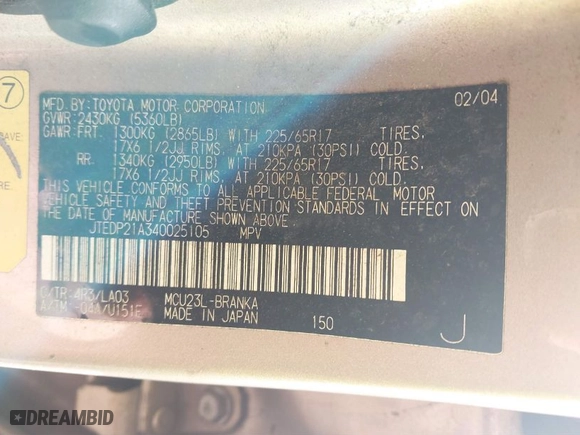 MFD. BY: TOYOTA MOTOR CORPORATION 02/04
GVWR: 2430KG (5360LB)
GAWR: FRT. 1300KG (2865LB) WITH 225/65R17 TIRES,
17X6 1/2JJ RIMS, AT 210KPA (30PSI) COLD.
RR. 1340KG (2950LB) WITH 225/65R17 TIRES,
17X6 1/2JJ RIMS, AT 210KPA (30PSI) COLD.
THIS VEHICLE CONFORMS TO ALL APPLICABLE FEDERAL MOTOR
VEHICLE SAFETY AND THEFT PREVENTION STANDARDS IN EFFECT ON
THE DATE OF MANUFACTURE SHOWN ABOVE.
JTEDP21A340025105 MPV
C/TR: 4R3/LA03 MCU23L-BRANKA
A/TM: /U151F MADE IN JAPAN 150 J
7
RE.
DREAMBID